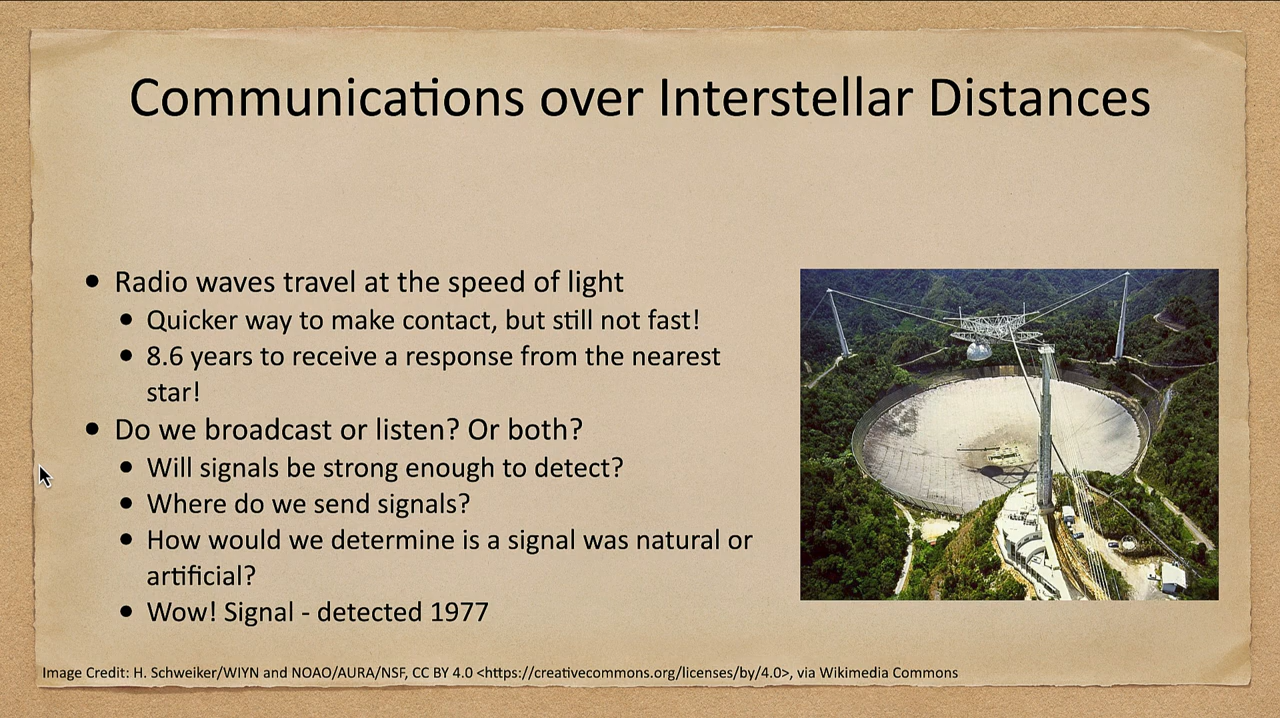 Communications over Interstellar Distances
• Radio waves travel at the speed of light
• Quicker way to make contact, but still not fast!
• 8.6 years to receive a response from the nearest
star!
• Do we broadcast or listen? Or both?
• Will signals be strong enough to detect?
• Where do we send signals?
• How would we determine is a signal was natural or
artificial?
• Wow! Signal - detected 1977
Image Credit: H. Schweiker/WIYN and NOAO/AURA/NSF, CC BY 4.0 <https://creativecommons.org/licenses/by/4.0>, via Wikimedia Commons